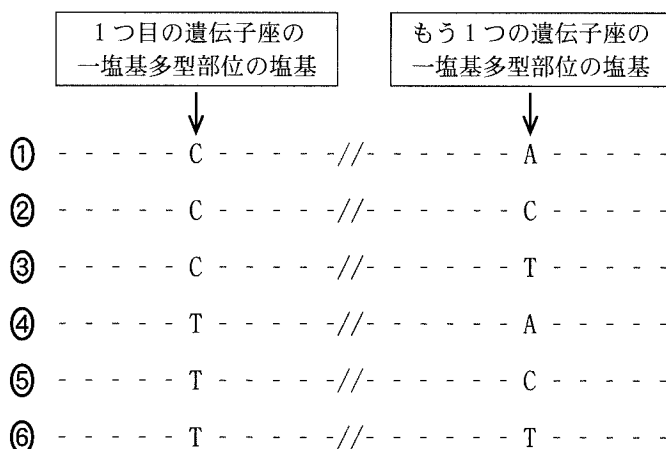 1つ目の遺伝子座の
一塩基多型部位の塩基
もう1つの遺伝子座の
一塩基多型部位の塩基
① - - - - - C - - - - -//- - - - - - A - - - - -
② - - - - - C - - - - -//- - - - - - C - - - - -
③ - - - - - C - - - - -//- - - - - - T - - - - -
④ - - - - - T - - - - -//- - - - - - A - - - - -
⑤ - - - - - T - - - - -//- - - - - - C - - - - -
⑥ - - - - - T - - - - -//- - - - - - T - - - - -